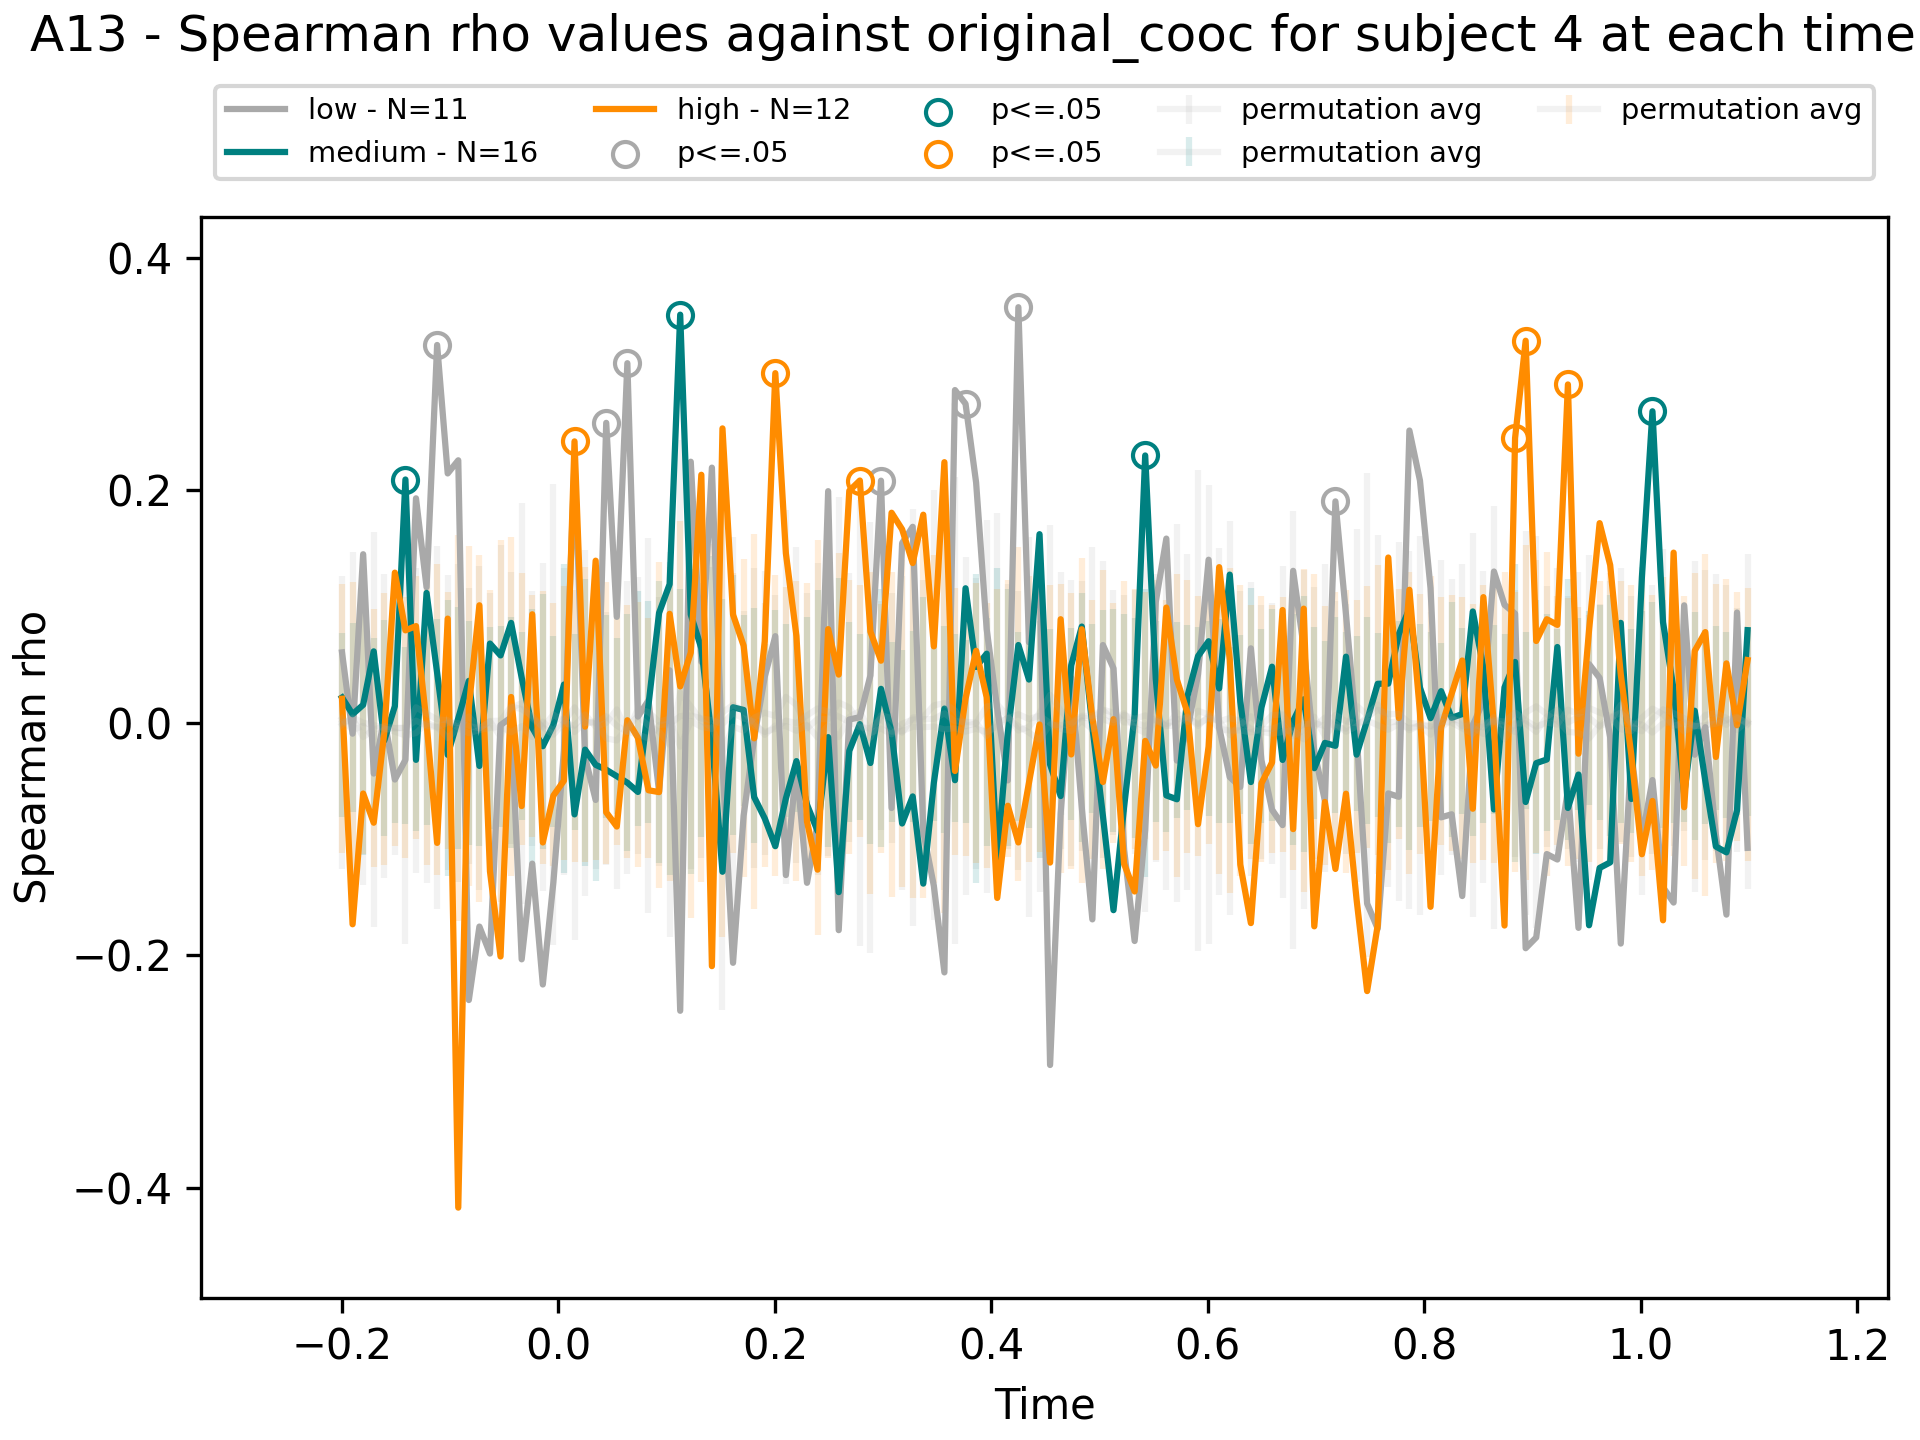 A13 - Spearman rho values against original_cooc for subject 4 at each time
low - N=11 high - N=12 p<=.05 permutation avg permutation avg
medium - N=16 p<=.05 p<=.05 permutation avg
0.4
0.2
0.0
−0.2
−0.4
Spearman rho
−0.2 0.0 0.2 0.4 0.6 0.8 1.0 1.2
Time